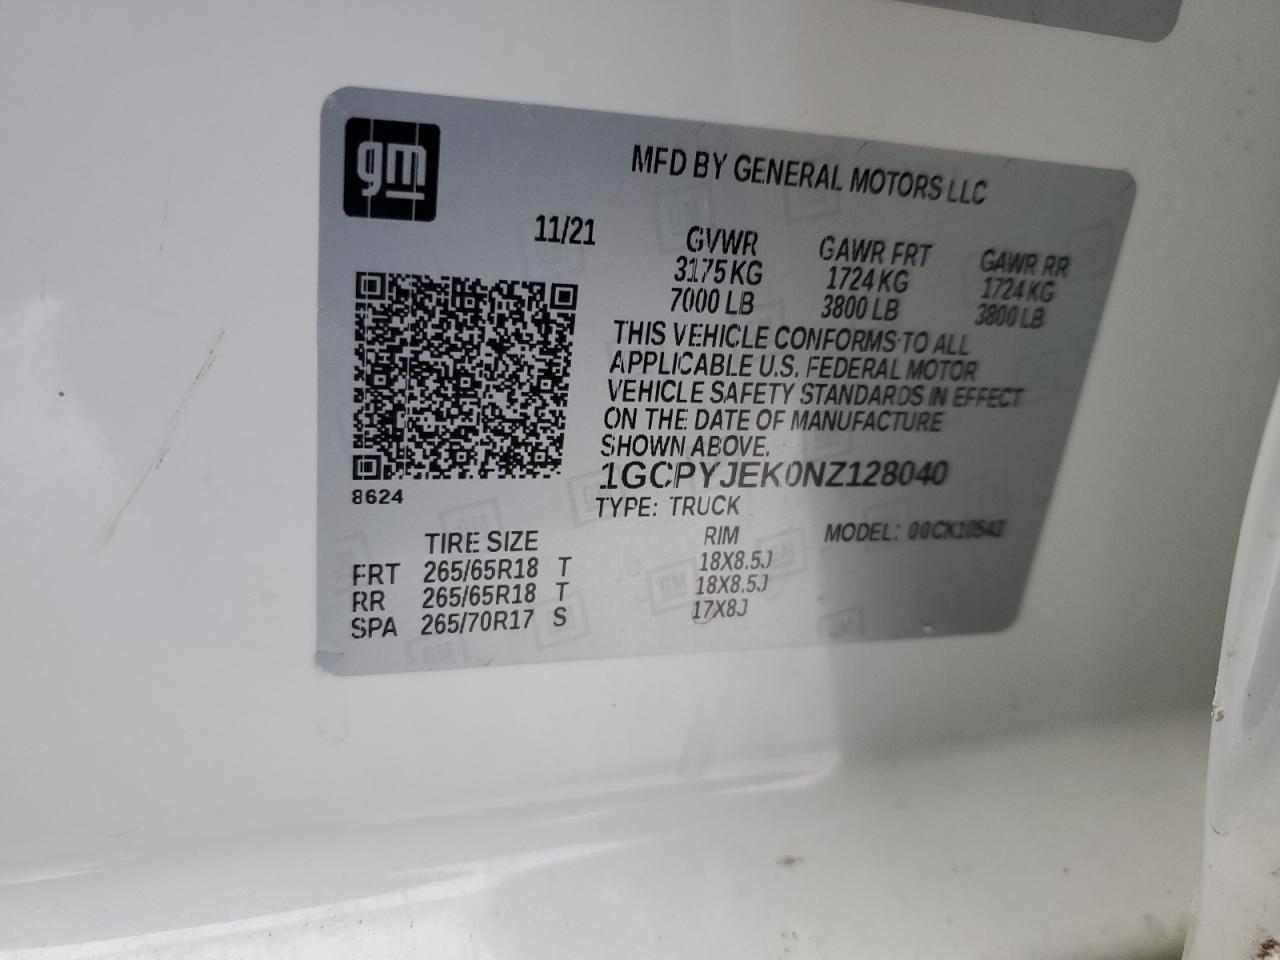 gm
MFD BY GENERAL MOTORS LLC
11/21
GVWR GAWR FRT GAWR RR
3175 KG 1724 KG 1724 KG
7000 LB 3800 LB 3800 LB
THIS VEHICLE CONFORMS TO ALL
APPLICABLE U.S. FEDERAL MOTOR
VEHICLE SAFETY STANDARDS IN EFFECT
ON THE DATE OF MANUFACTURE
SHOWN ABOVE.
1GCPYJEK0NZ128040
8624
TYPE: TRUCK
TIRE SIZE RIM MODEL: 00CK10543
FRT 265/65R18 T 18X8.5J
RR 265/65R18 T 18X8.5J
SPA 265/70R17 S 17X8J